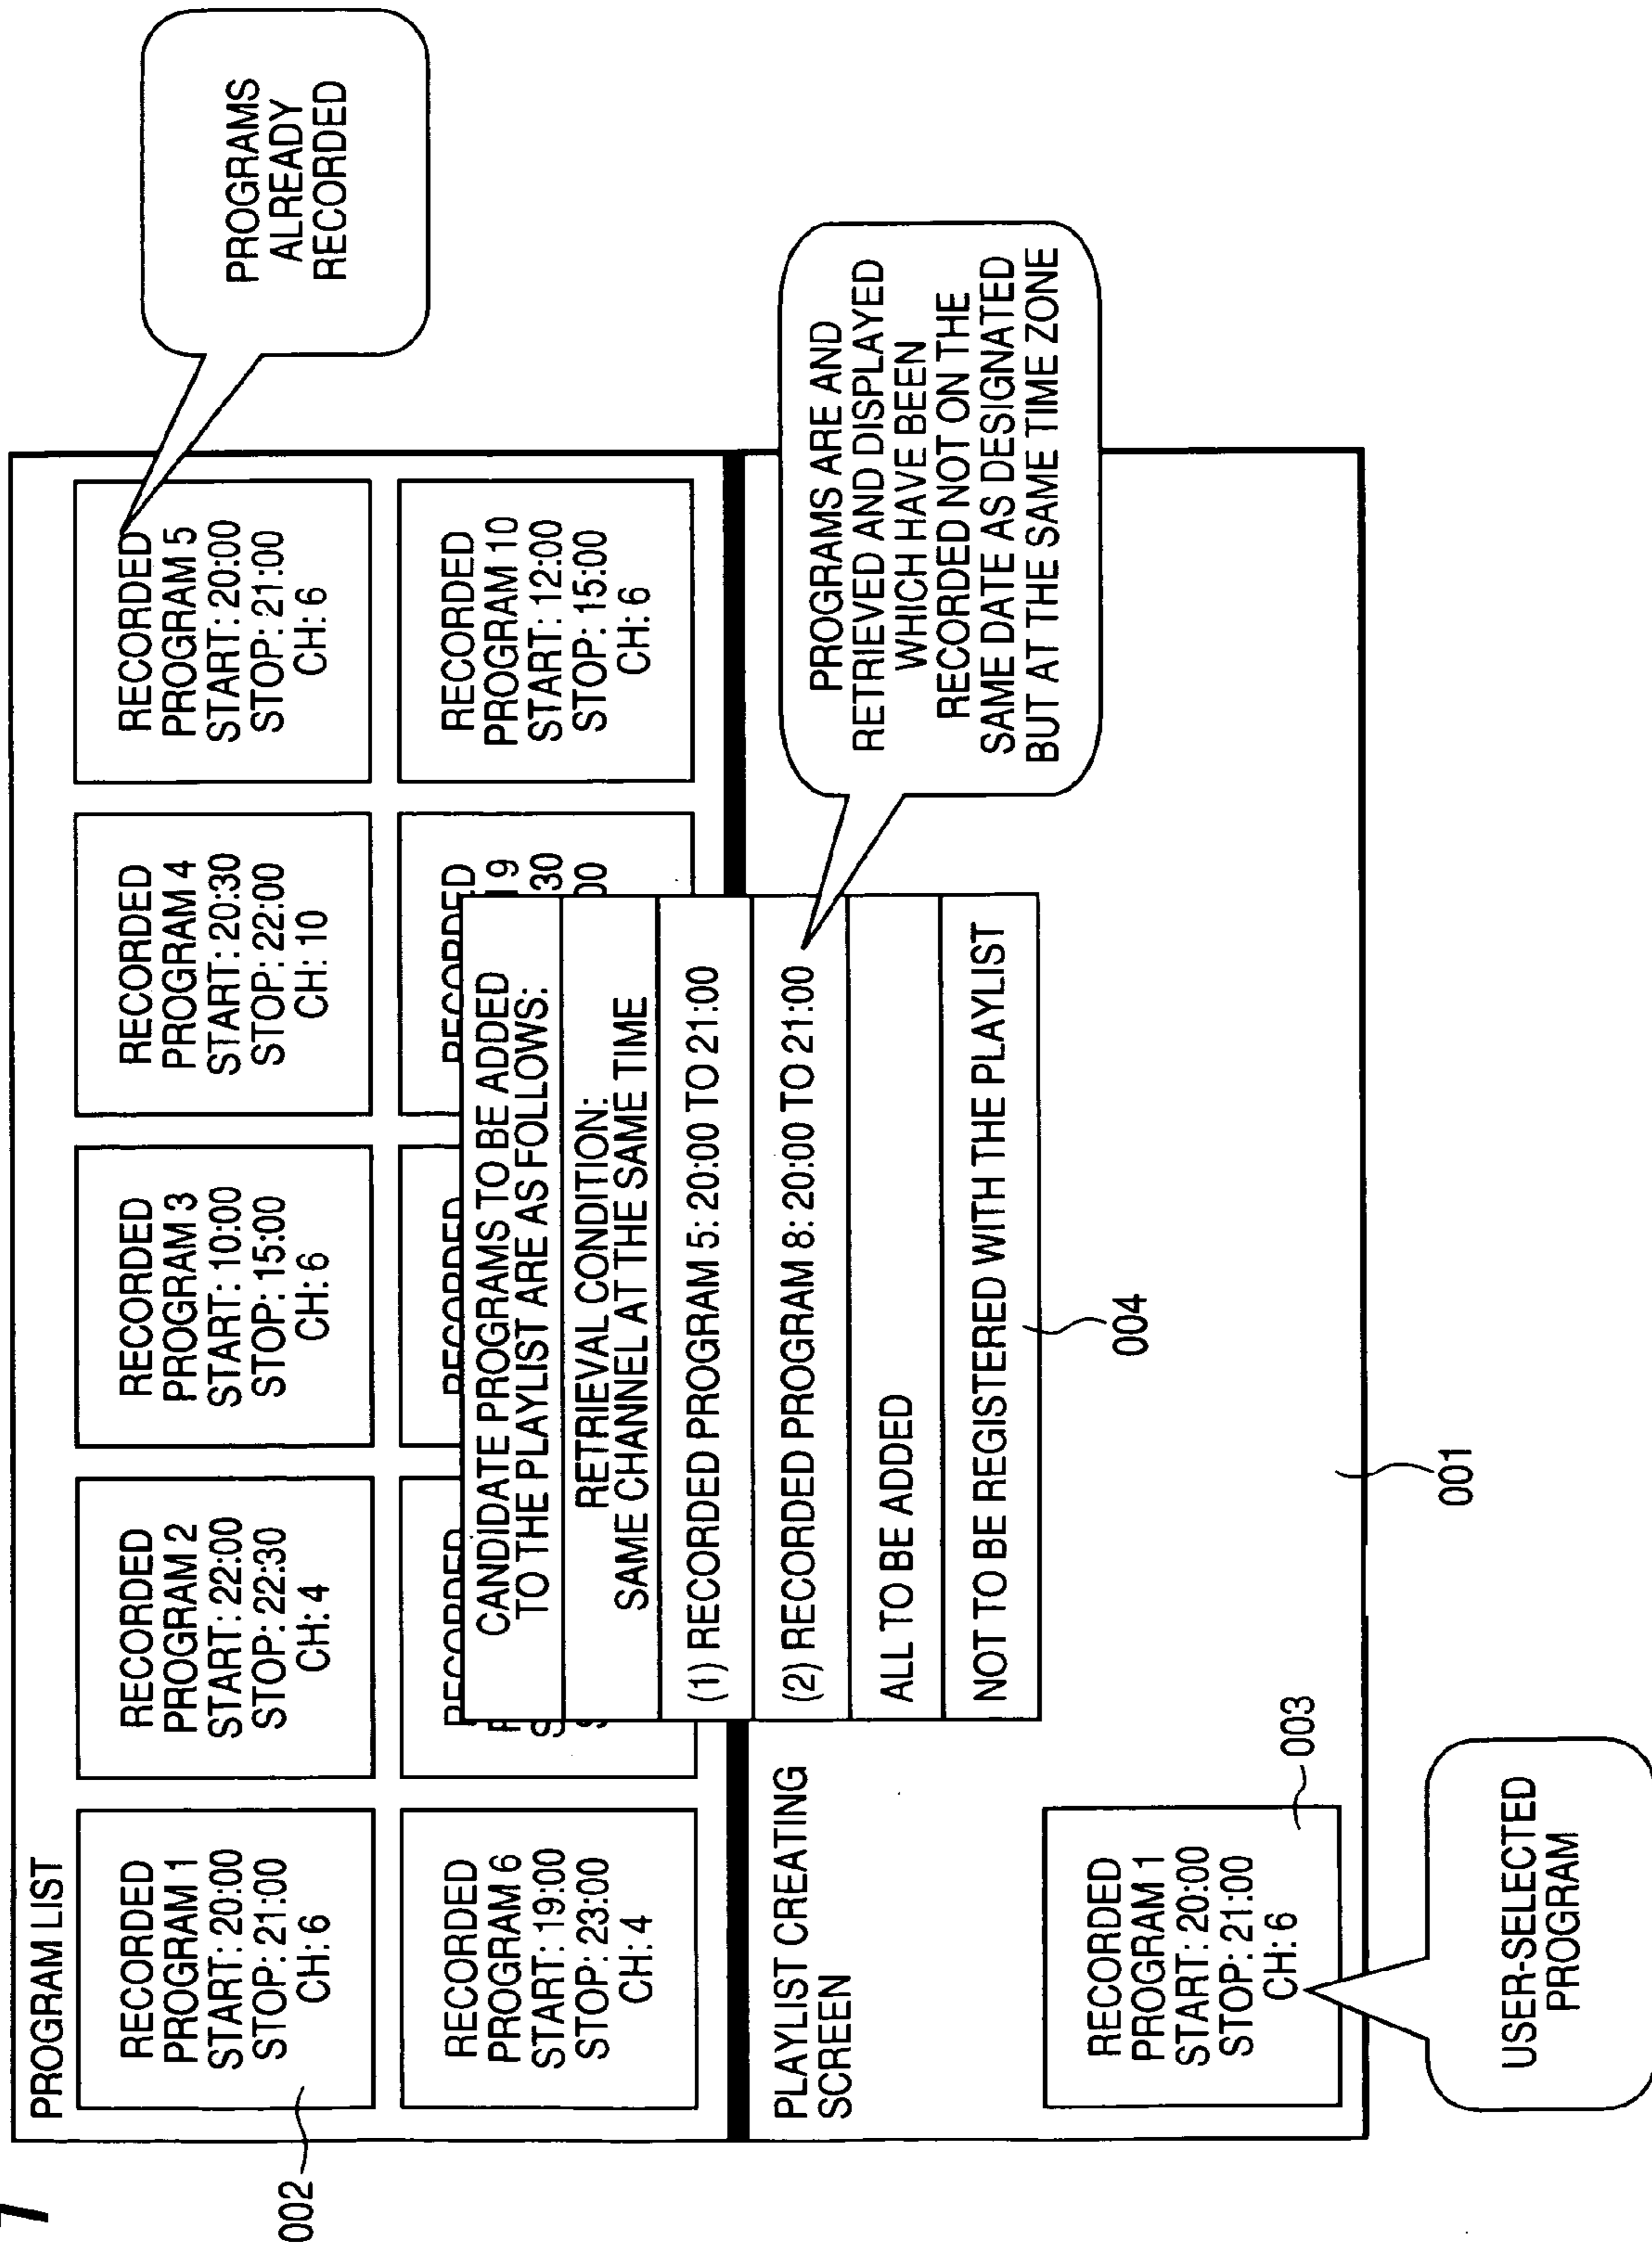 PROGRAM LIST
RECORDED
PROGRAM 1
START: 20:00
STOP: 21:00
CH: 6
RECORDED
PROGRAM 2
START: 22:00
STOP: 22:30
CH: 4
RECORDED
PROGRAM 3
START: 10:00
STOP: 15:00
CH: 6
RECORDED
PROGRAM 4
START: 20:30
STOP: 22:00
CH: 10
RECORDED
PROGRAM 5
START: 20:00
STOP: 21:00
CH: 6
PROGRAMS
ALREADY
RECORDED
002
RECORDED
PROGRAM 6
START: 19:00
STOP: 23:00
CH: 4
RECORDED
RECORDED
RECORDED
9
30
00
RECORDED
PROGRAM 10
START: 12:00
STOP: 15:00
CH: 6
CANDIDATE PROGRAMS TO BE ADDED
TO THE PLAYLIST ARE AS FOLLOWS:
RETRIEVAL CONDITION:
SAME CHANNEL AT THE SAME TIME
(1) RECORDED PROGRAM 5: 20:00 TO 21:00
(2) RECORDED PROGRAM 8: 20:00 TO 21:00
ALL TO BE ADDED
NOT TO BE REGISTERED WITH THE PLAYLIST
004
PROGRAMS ARE AND
RETRIEVED AND DISPLAYED
WHICH HAVE BEEN
RECORDED NOT ON THE
SAME DATE AS DESIGNATED
BUT AT THE SAME TIME ZONE
PLAYLIST CREATING
SCREEN
RECORDED
PROGRAM 1
START: 20:00
STOP: 21:00
CH: 6
003
001
USER-SELECTED
PROGRAM